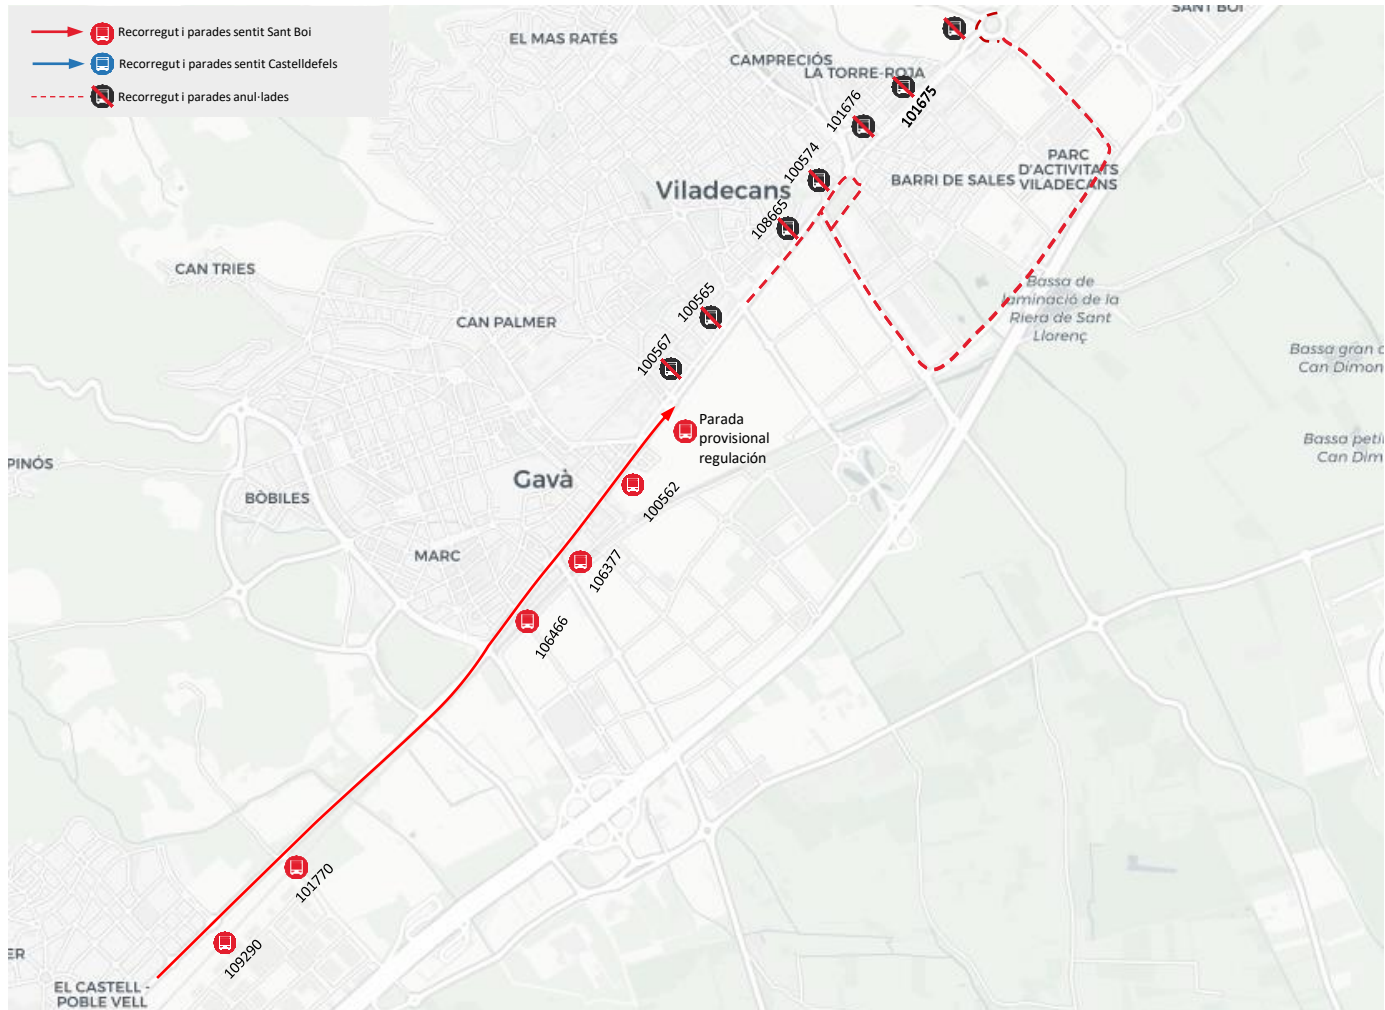 Recorregut i parades sentit Sant Boi
Recorregut i parades sentit Castelldefels
Recorregut i parades anul·lades
SANT BOI
EL MAS RATÉS
CAMPRECIÓS
LA TORRE-ROJA
101675
101676
PARC
D'ACTIVITATS
VILADECANS
100574
BARRI DE SALES
Viladecans
108665
CAN TRIES
Bassa de
laminació de la
Riera de Sant
Llorenç
100565
CAN PALMER
100567
Bassa gran
Can Dimon
Parada
provisional
regulación
Bassa peti
Can Dim
PINÓS
Gavà
100562
BÒBILES
MARC
106377
106466
101770
109290
ER
EL CASTELL -
POBLE VELL